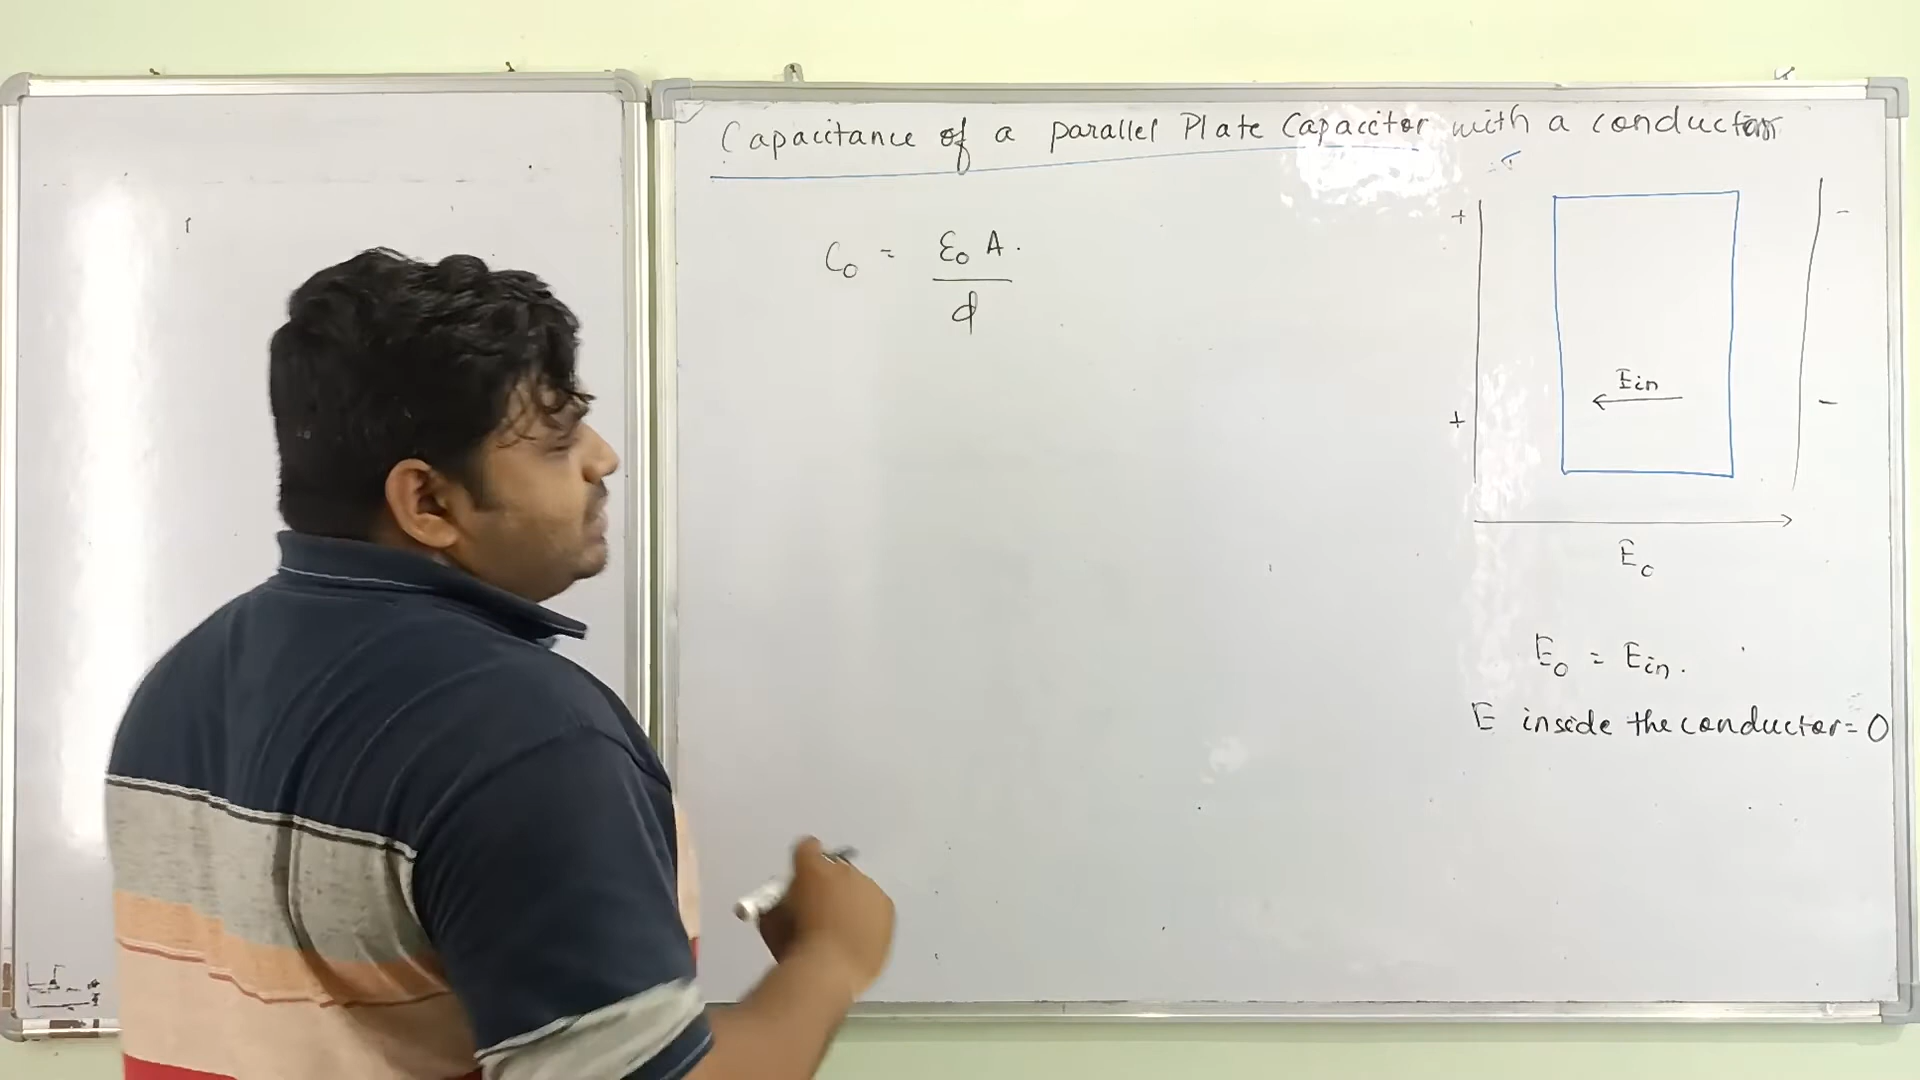 Capacitance of a parallel Plate Capacitor with a conductor
C₀ = ε₀ A.
d
+ -
Ein
+ -
E₀
E₀ = Ein.
E inside the conductor = 0